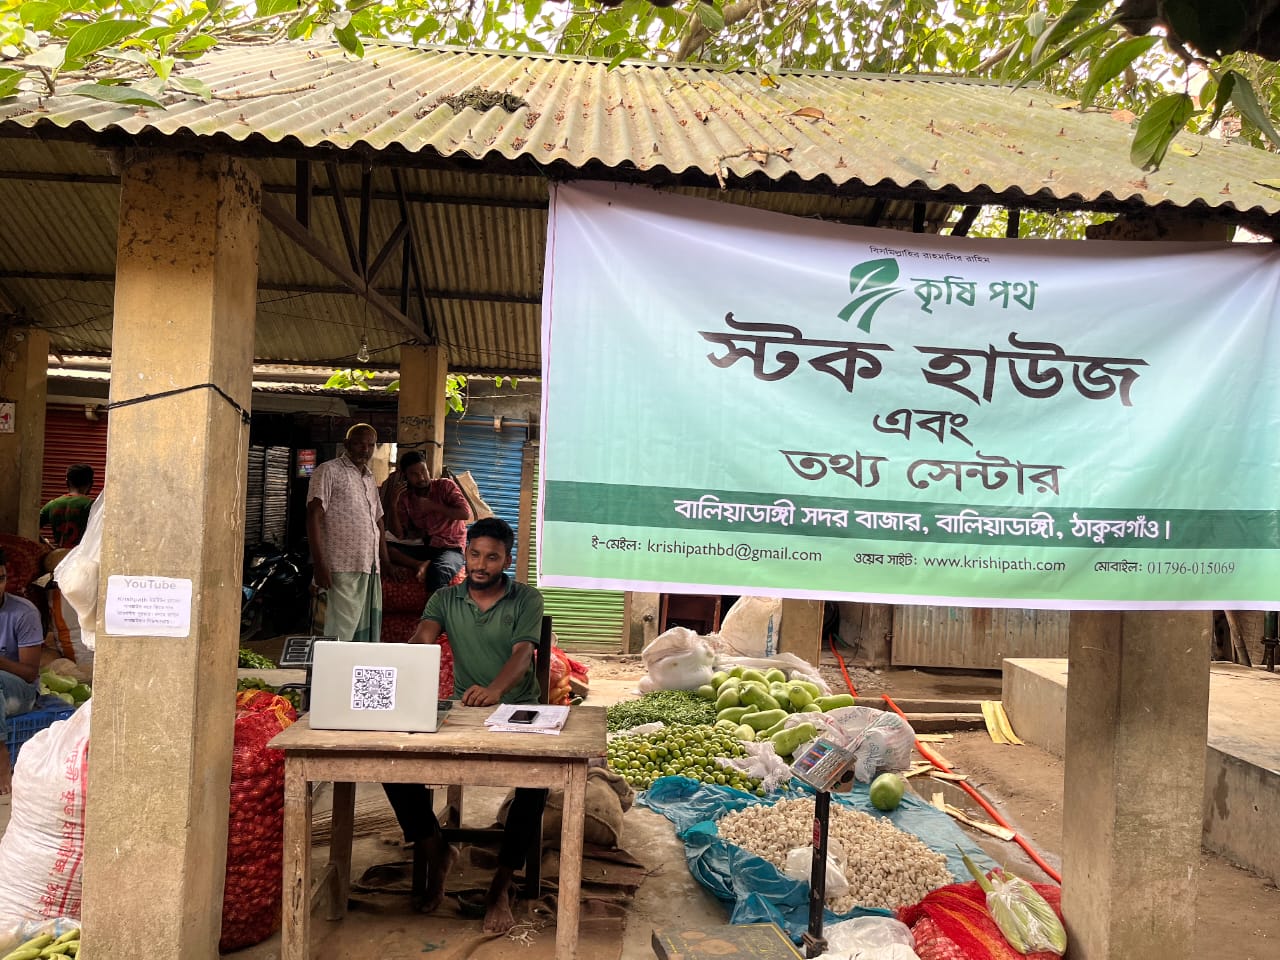 বিসমিল্লাহির রাহমানির রাহিম
কৃষি পথ
স্টক হাউজ
এবং
তথ্য সেন্টার
বালিয়াডাঙ্গী সদর বাজার, বালিয়াডাঙ্গী, ঠাকুরগাঁও।
ই-মেইলঃ krishipathbd@gmail.com ওয়েব সাইটঃ www.krishipath.com মোবাইলঃ 01796-015069
YouTube